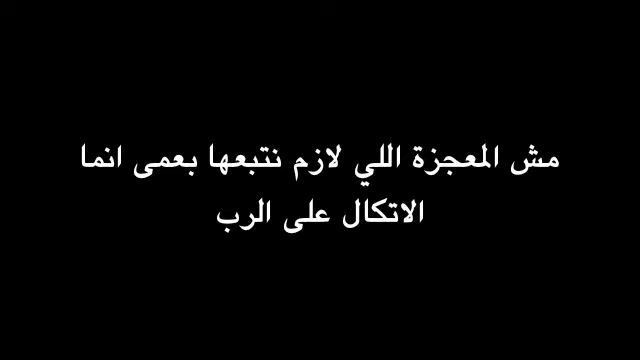 مش المعجزة اللي لازم نتبعها بعمى انما
الاتكال على الرب